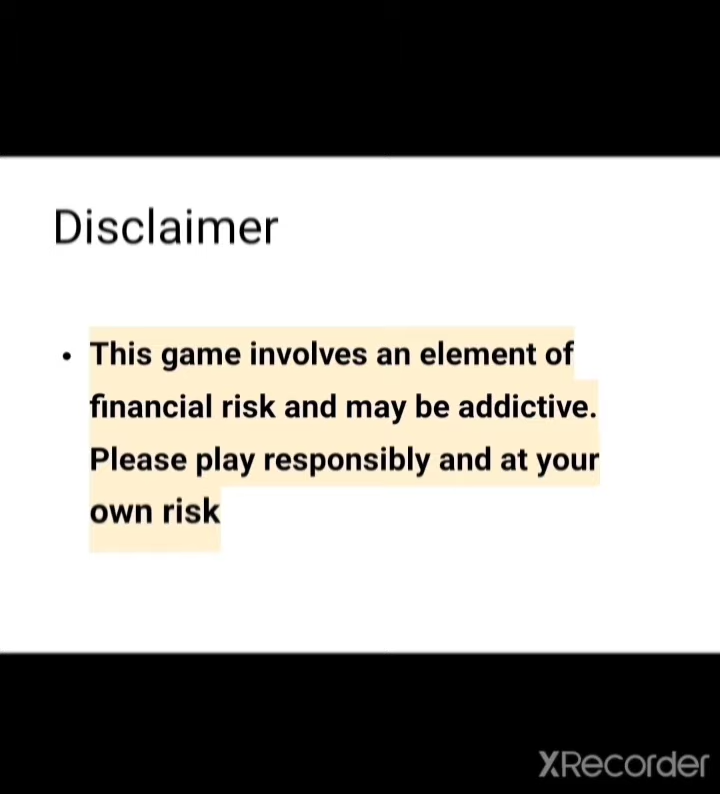 Disclaimer
• This game involves an element of
financial risk and may be addictive.
Please play responsibly and at your
own risk
XRecorder